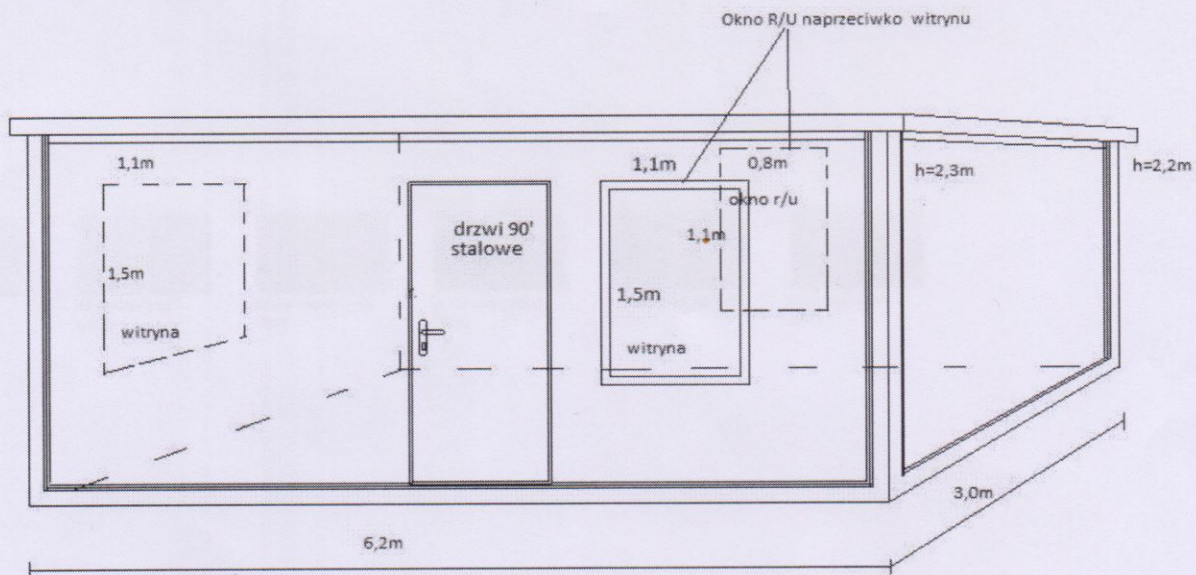 Okno R/U naprzeciwko witrynu
1,1m
1,1m
0,8m
h=2,3m
h=2,2m
okno r/u
drzwi 90'
stalowe
1,1m
1,5m
1,5m
witryna
witryna
3,0m
6,2m